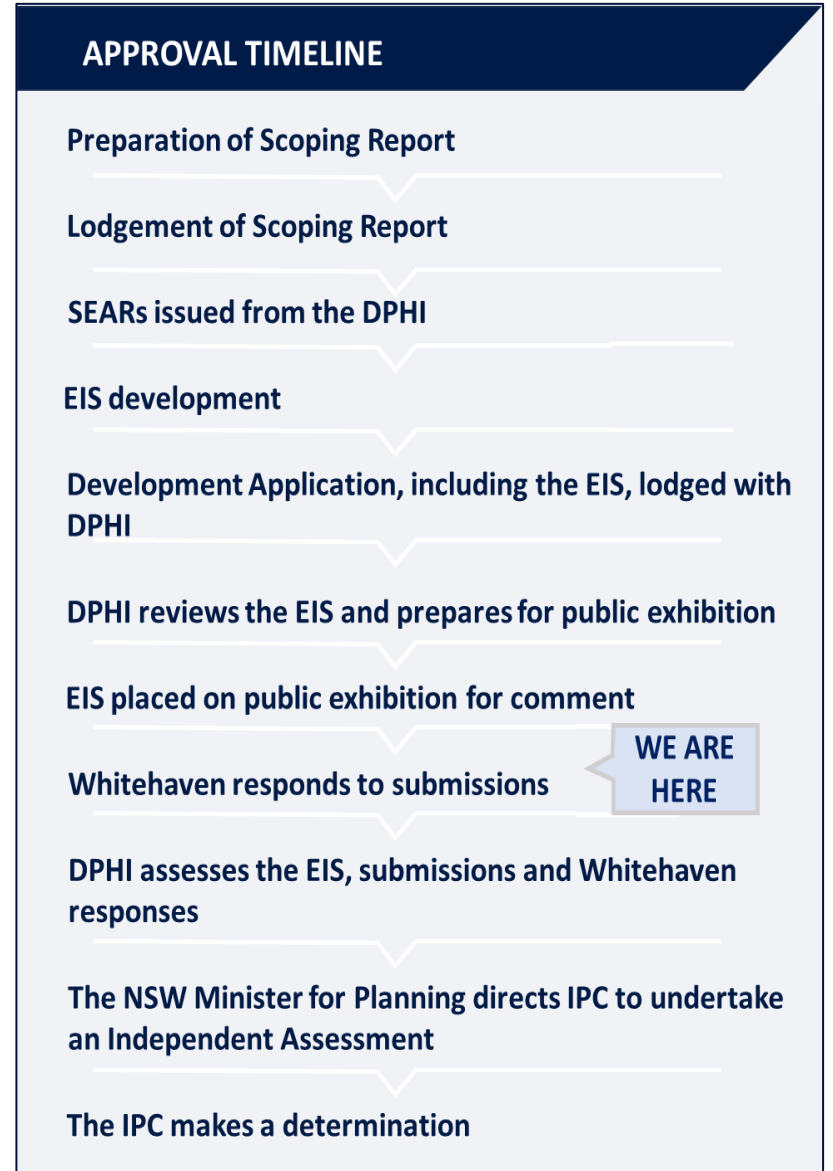 APPROVAL TIMELINE
Preparation of Scoping Report
Lodgement of Scoping Report
SEARs issued from the DPHI
EIS development
Development Application, including the EIS, lodged with
DPHI
DPHI reviews the EIS and prepares for public exhibition
EIS placed on public exhibition for comment
WE ARE
HERE
Whitehaven responds to submissions
DPHI assesses the EIS, submissions and Whitehaven
responses
The NSW Minister for Planning directs IPC to undertake
an Independent Assessment
The IPC makes a determination